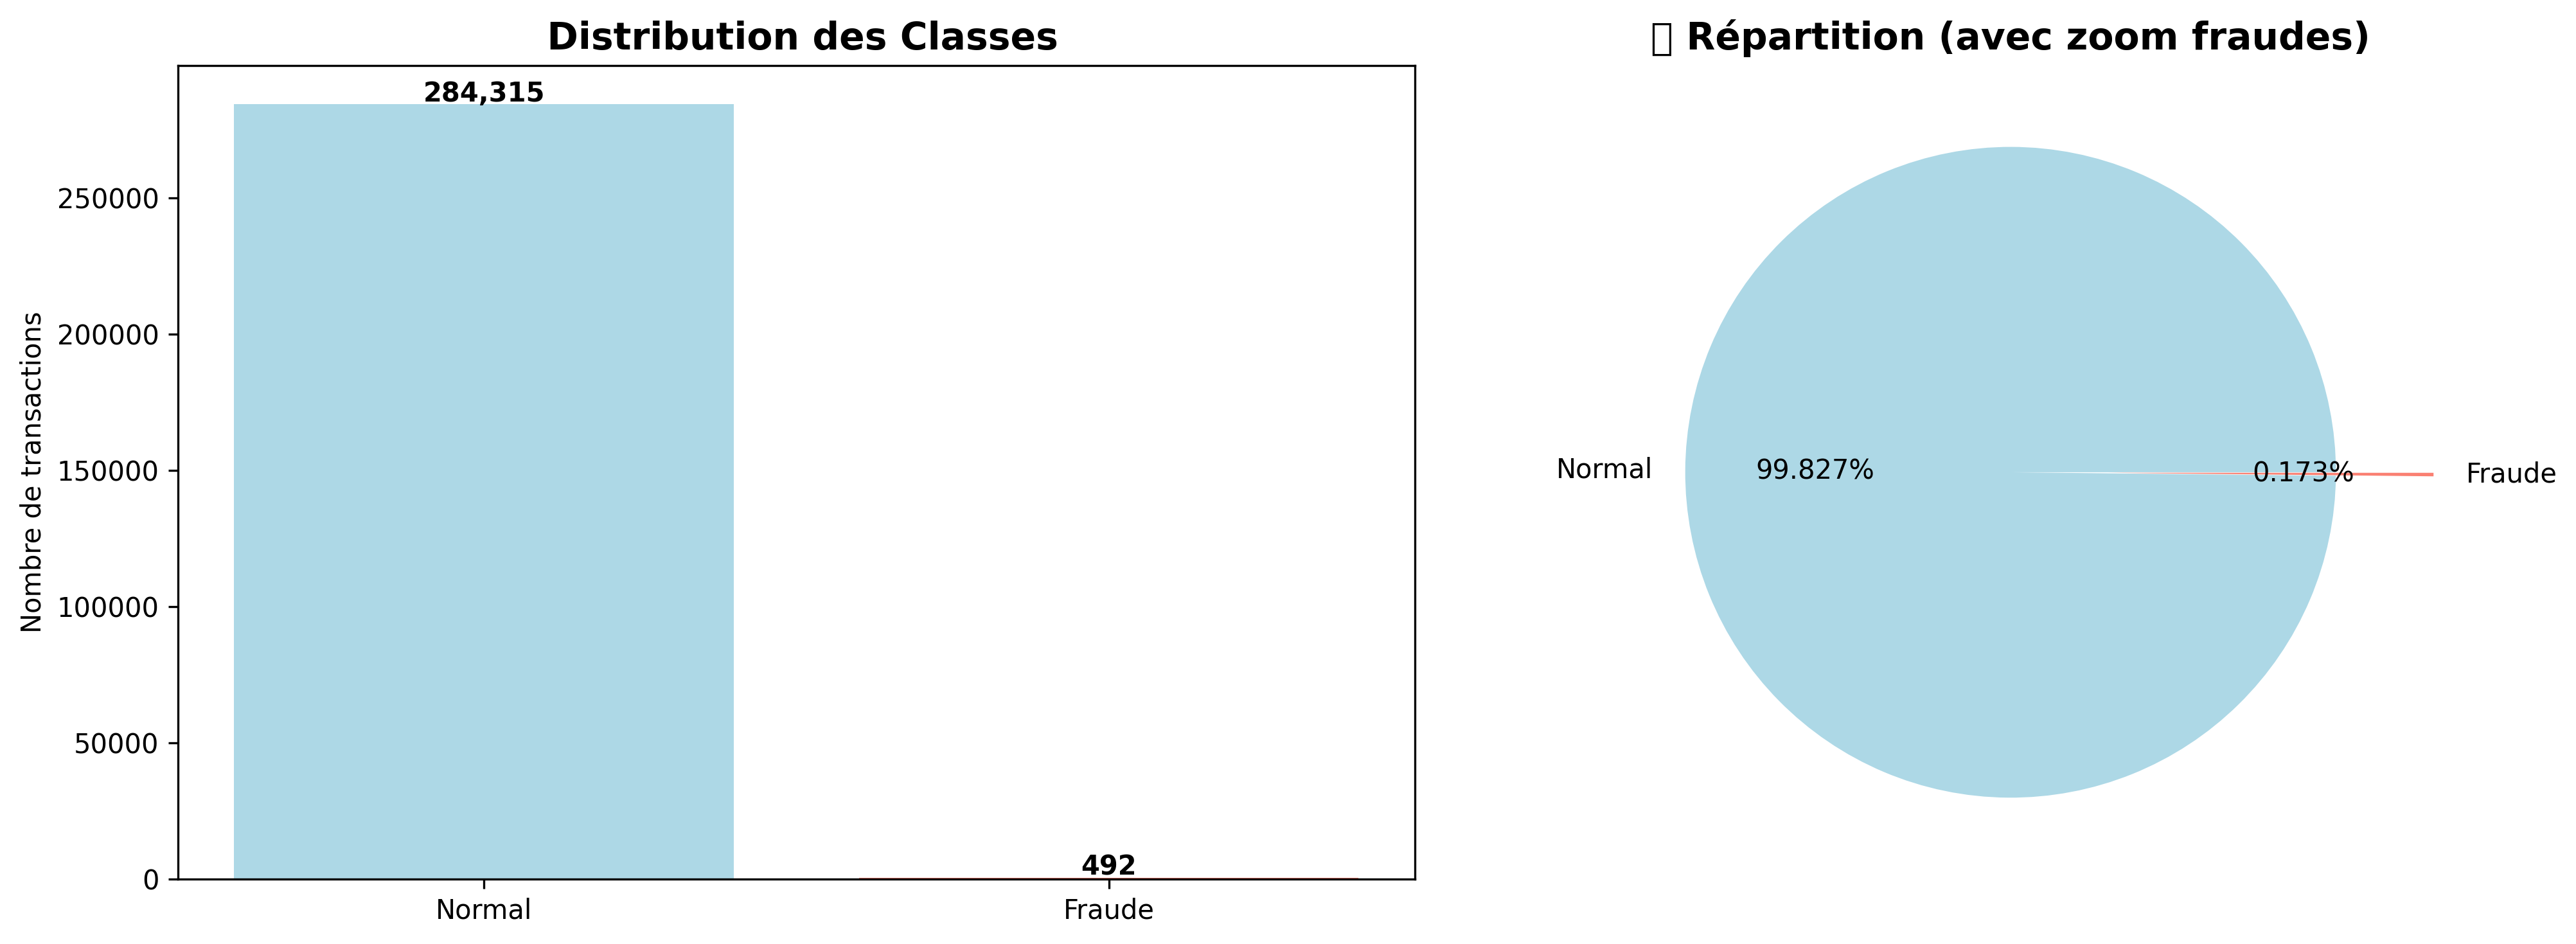 Distribution des Classes
284,315
250000
200000
150000
100000
50000
0
Nombre de transactions
492
Normal
Fraude
Répartition (avec zoom fraudes)
Normal
99.827%
0.173%
Fraude